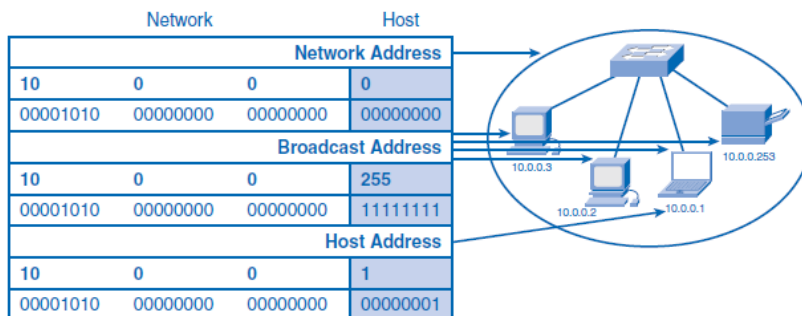 Network Host
Network Address
10 0 0 0
00001010 00000000 00000000 00000000
Broadcast Address
10 0 0 255
00001010 00000000 00000000 11111111
Host Address
10 0 0 1
00001010 00000000 00000000 00000001
10.0.0.3
10.0.0.2
10.0.0.1
10.0.0.253